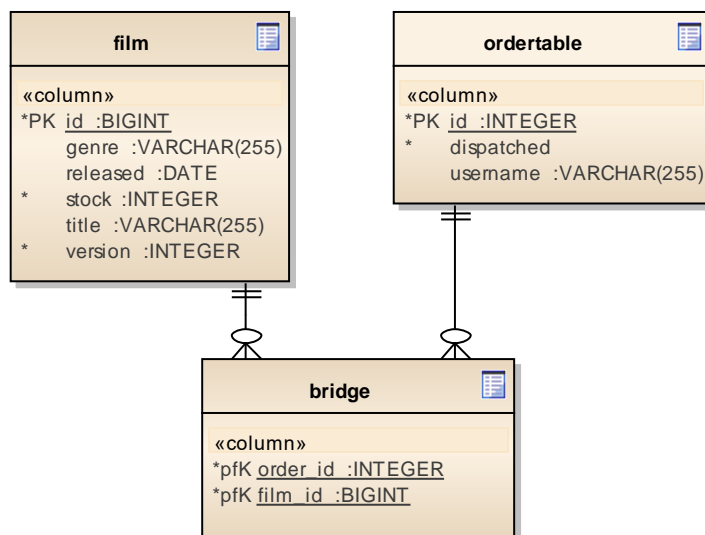 film
«column»
*PK id :BIGINT
genre :VARCHAR(255)
released :DATE
* stock :INTEGER
title :VARCHAR(255)
* version :INTEGER
ordertable
«column»
*PK id :INTEGER
* dispatched
username :VARCHAR(255)
bridge
«column»
*pfK order_id :INTEGER
*pfK film_id :BIGINT